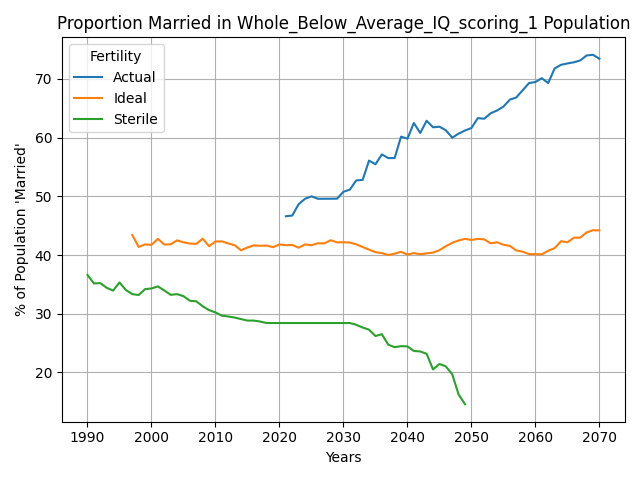 Proportion Married in Whole_Below_Average_IQ_scoring_1 Population
Fertility
Actual
Ideal
Sterile
% of Population 'Married'
70
60
50
40
30
20
1990 2000 2010 2020 2030 2040 2050 2060 2070
Years